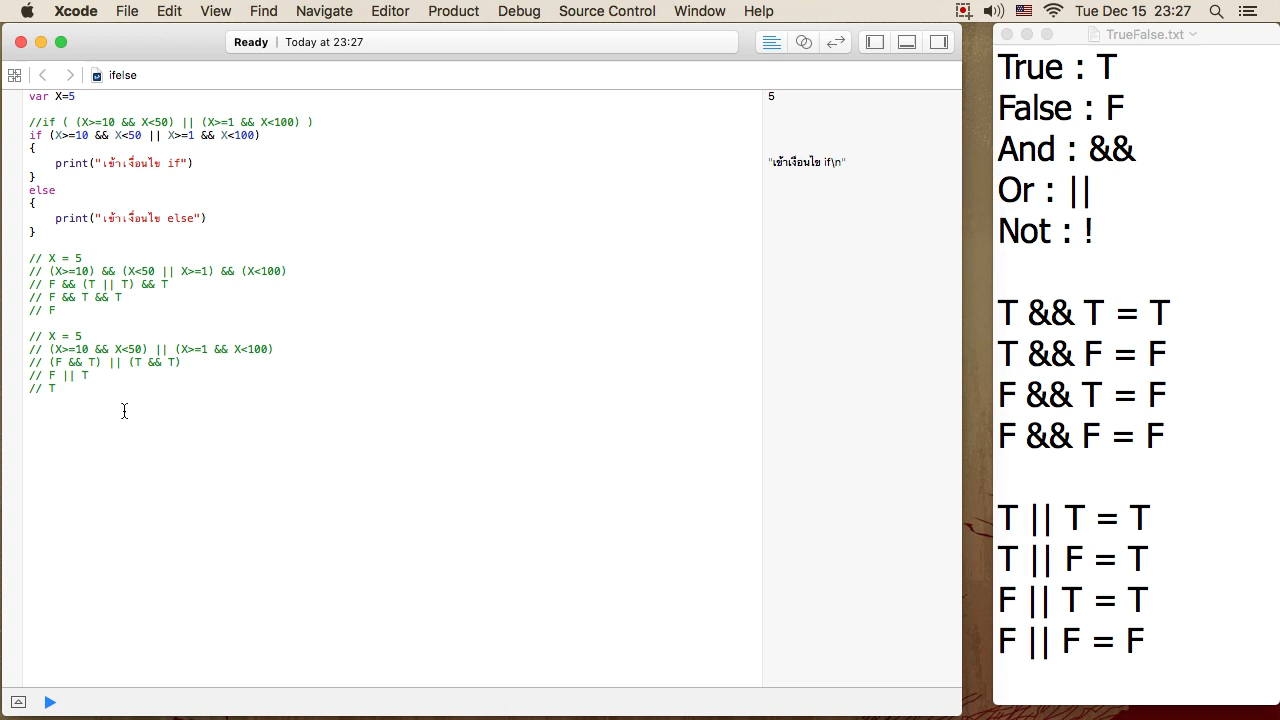 Xcode File Edit View Find Navigate Editor Product Debug Source Control Window Help Tue Dec 15 23:27
Ready Today at 23:27
ifelse
var X=5 5
//if ( (X>=10 && X<50) || (X>=1 && X<100) )
if (X>=10 && X<50 || X>=1 && X<100)
{
print("เข้าเงื่อนไข if") "เข้าเงื่อนไข if\n"
}
else
{
print("เข้าเงื่อนไข else")
}
// X = 5
// (X>=10) && (X<50 || X>=1) && (X<100)
// F && (T || T) && T
// F && T && T
// F
// X = 5
// (X>=10 && X<50) || (X>=1 && X<100)
// (F && T) || (T && T)
// F || T
// T
TrueFalse.txt
True : T
False : F
And : &&
Or : ||
Not : !
T && T = T
T && F = F
F && T = F
F && F = F
T || T = T
T || F = T
F || T = T
F || F = F